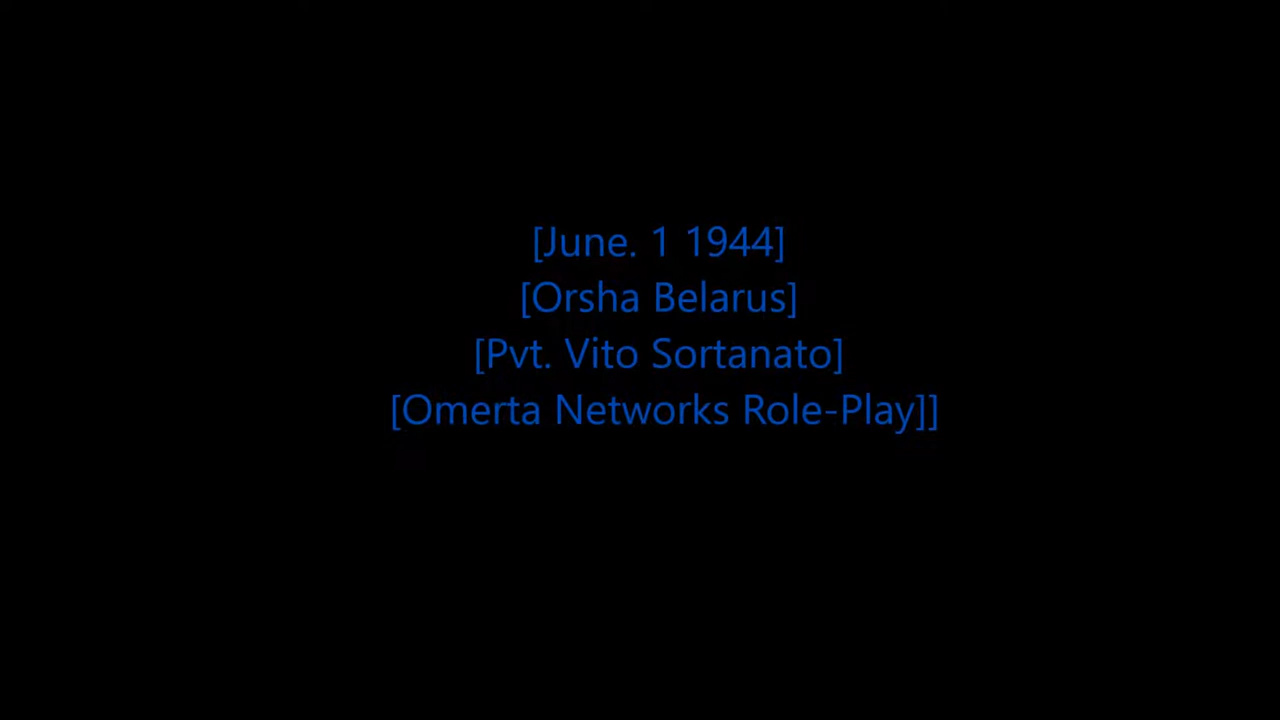 [June. 1 1944]
[Orsha Belarus]
[Pvt. Vito Sortanato]
[Omerta Networks Role-Play]]